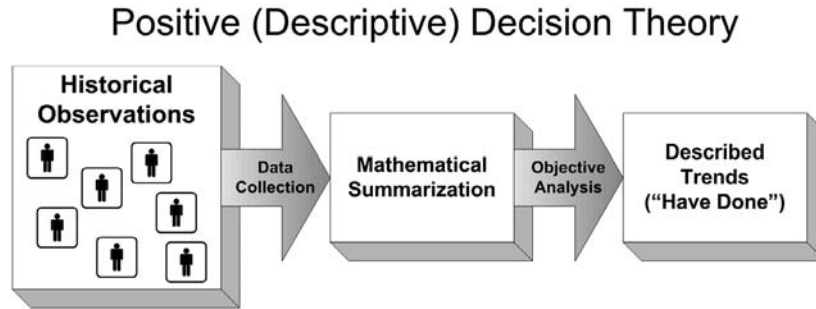 Positive (Descriptive) Decision Theory
Historical
Observations
Data
Collection
Mathematical
Summarization
Objective
Analysis
Described
Trends
(“Have Done”)